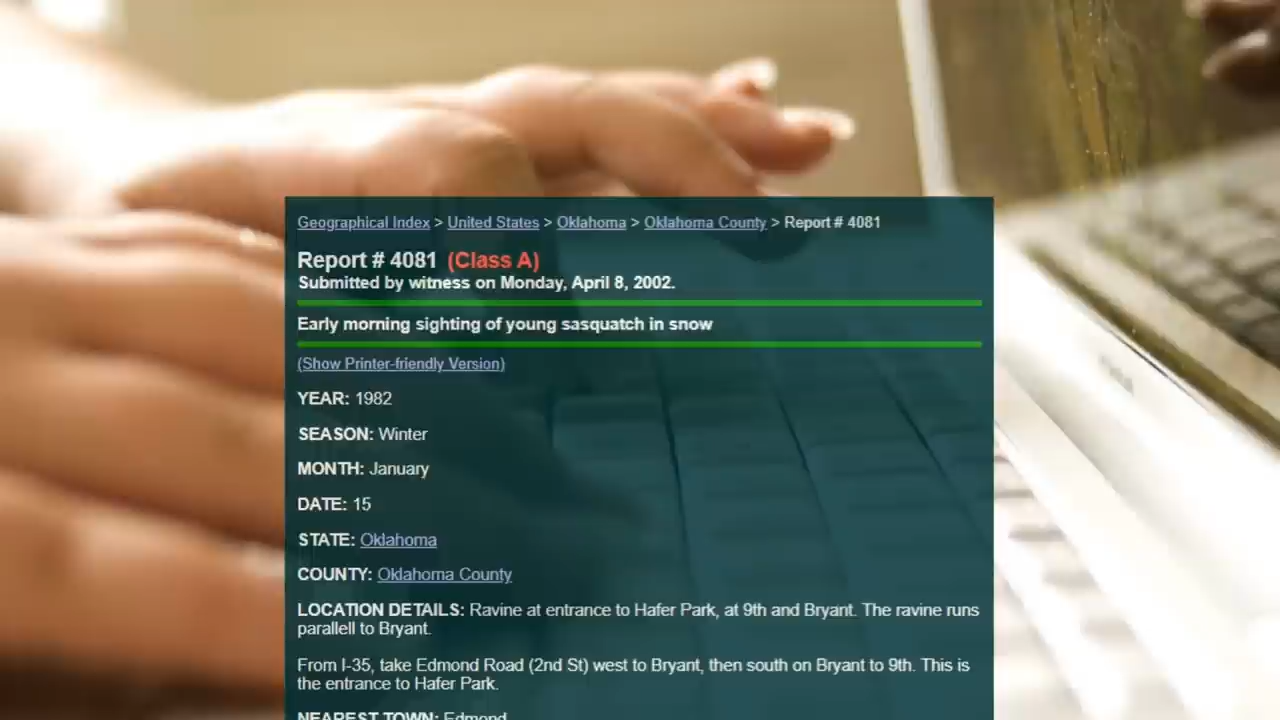 Geographical Index > United States > Oklahoma > Oklahoma County > Report # 4081
Report # 4081 (Class A)
Submitted by witness on Monday, April 8, 2002.
Early morning sighting of young sasquatch in snow
(Show Printer-friendly Version)
YEAR: 1982
SEASON: Winter
MONTH: January
DATE: 15
STATE: Oklahoma
COUNTY: Oklahoma County
LOCATION DETAILS: Ravine at entrance to Hafer Park, at 9th and Bryant. The ravine runs
parallell to Bryant.
From I-35, take Edmond Road (2nd St) west to Bryant, then south on Bryant to 9th. This is
the entrance to Hafer Park.
NEAREST TOWN: Edmond